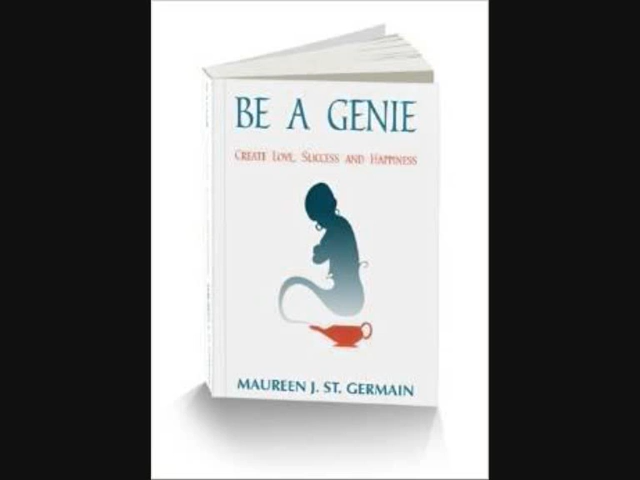 BE A GENIE
CREATE LOVE, SUCCESS AND HAPPINESS
MAUREEN J. ST. GERMAIN